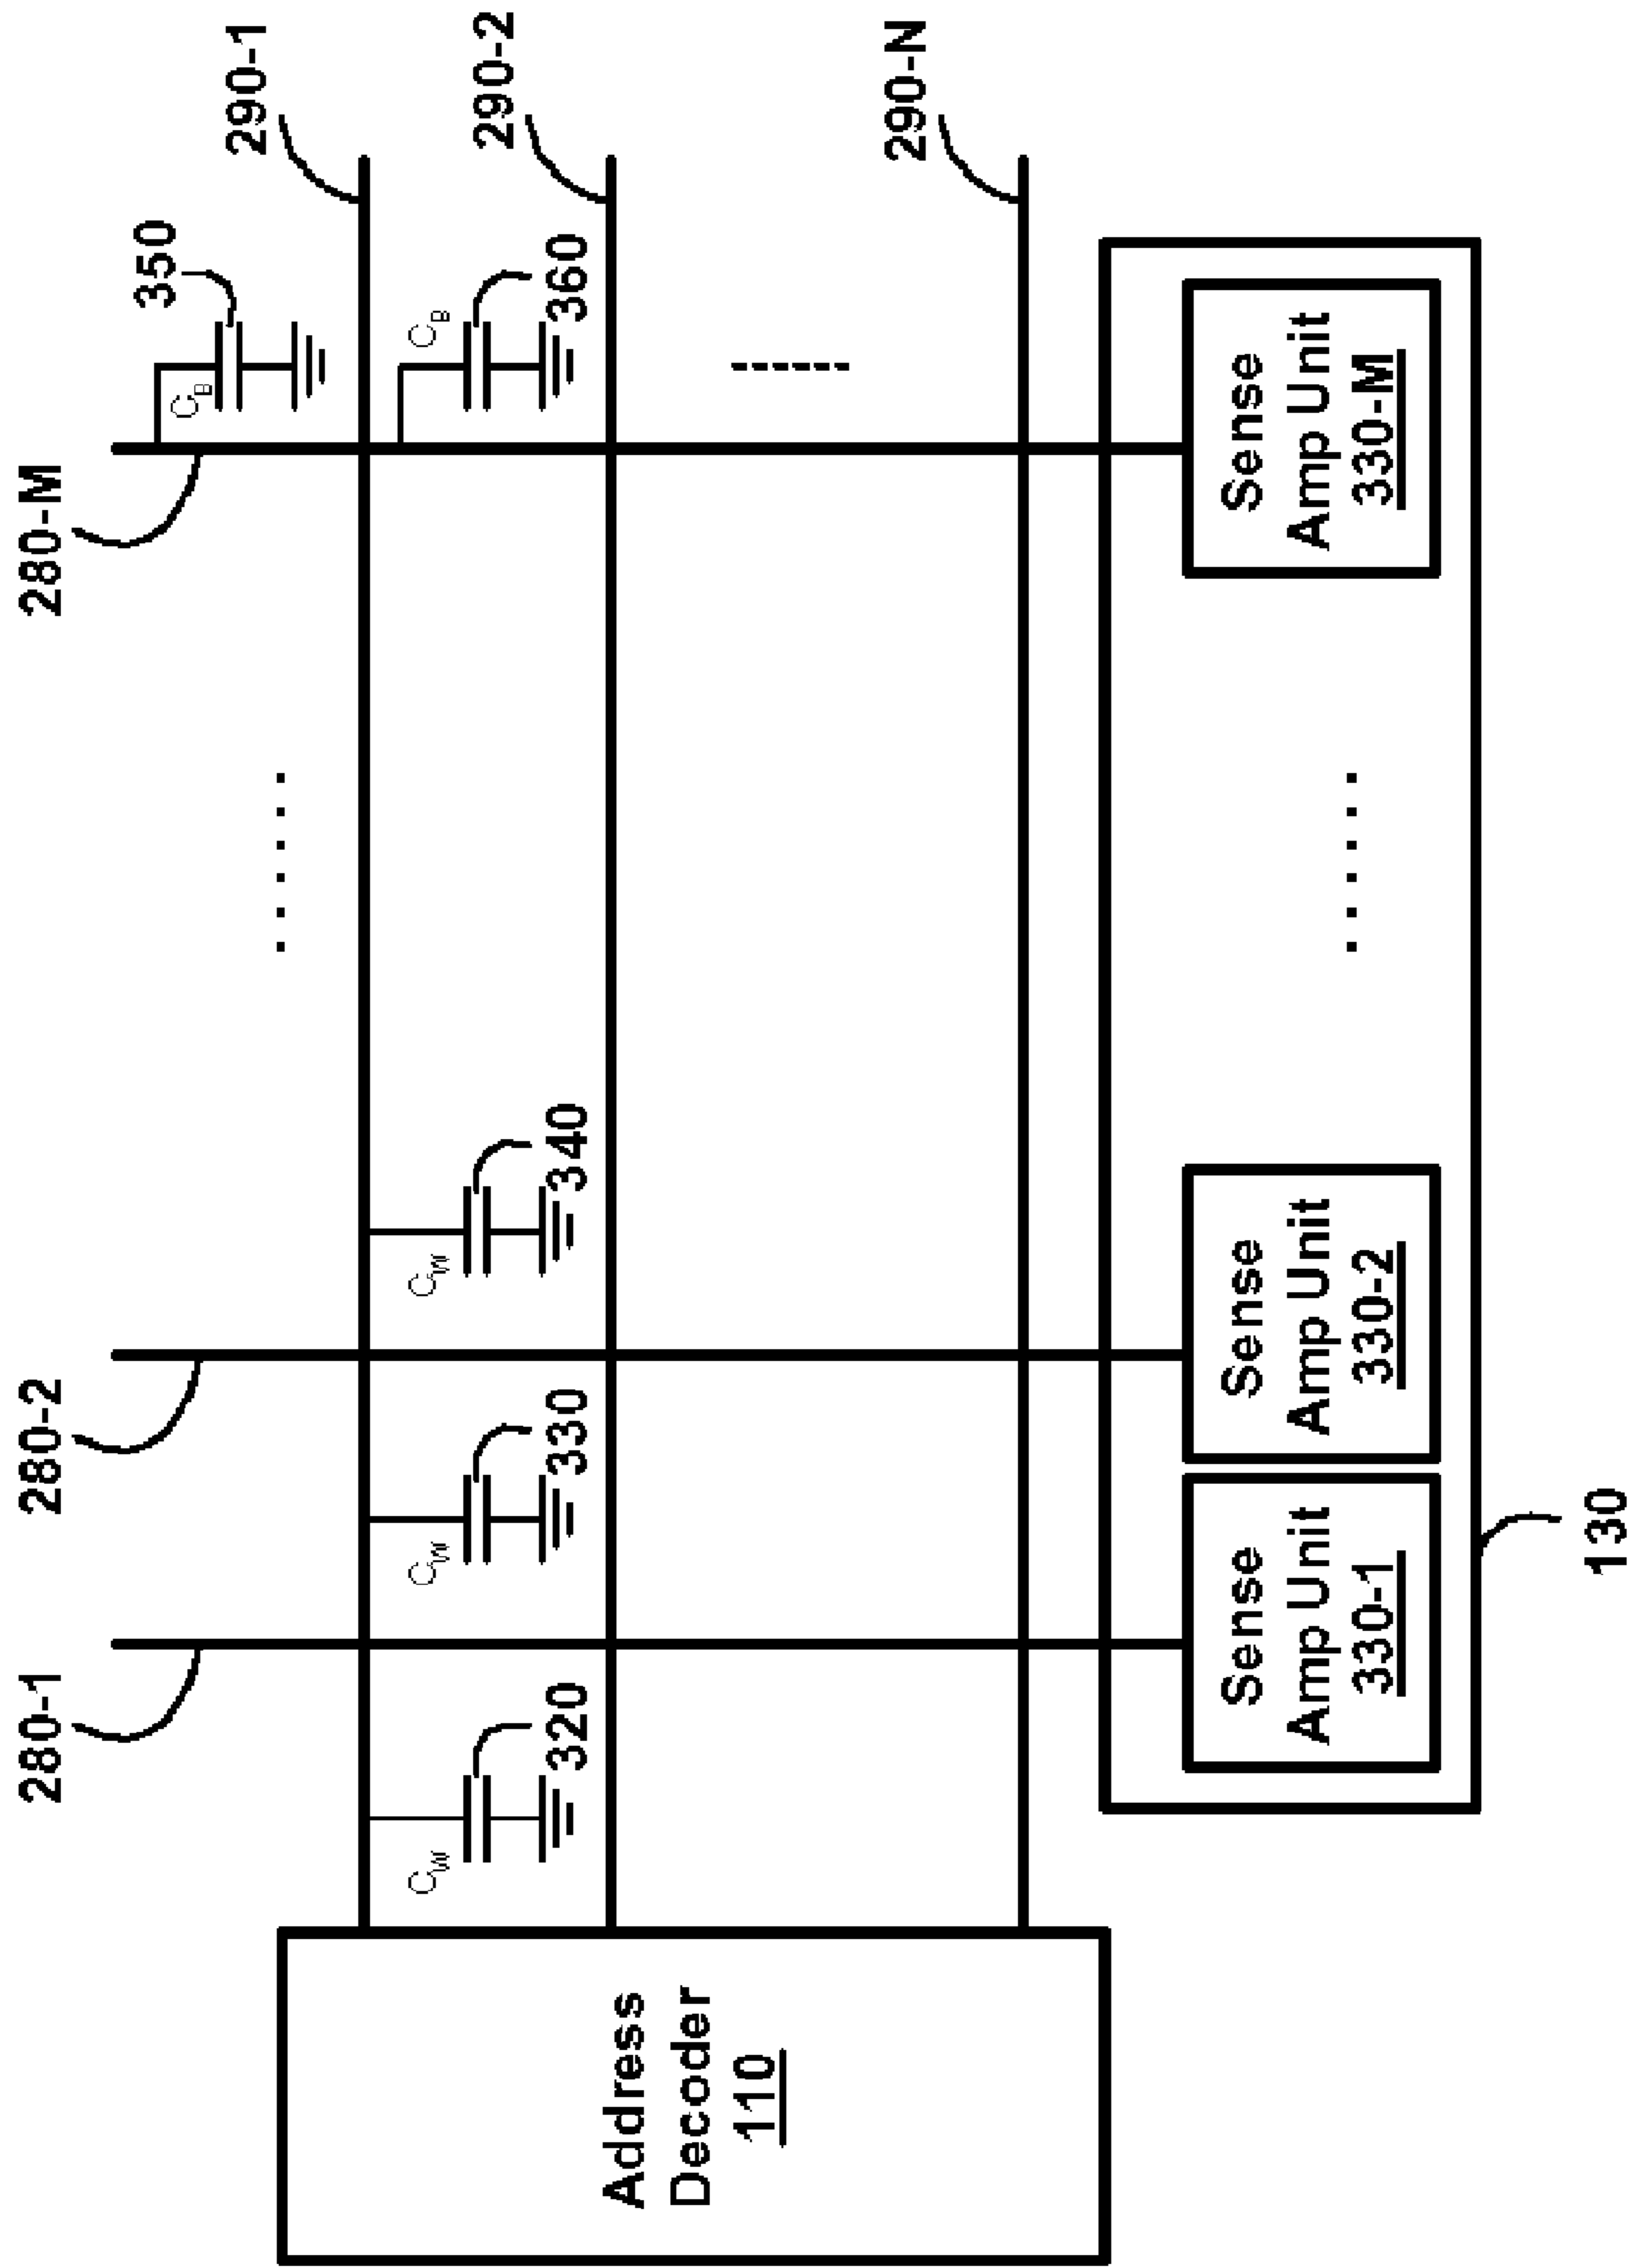 280-1
280-2
280-M
350
C_B
290-1
C_W
320
C_W
330
C_W
340
C_B
360
290-2
Address
Decoder
110
290-N
Sense
Amp Unit
330-1
Sense
Amp Unit
330-2
Sense
Amp Unit
330-M
130